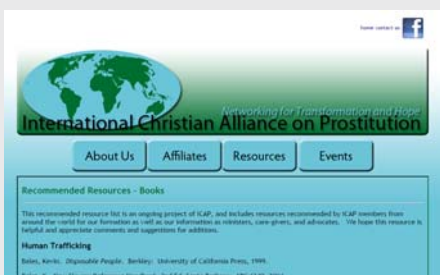 home contact us
Networking for Transformation and Hope
International Christian Alliance on Prostitution
About Us Affiliates Resources Events
Recommended Resources - Books
This recommended resource list is an ongoing project of ICAP, and includes resources recommended by ICAP members from
around the world for our formation as well as our information as ministers, care-givers, and advocates. We hope this resource is
helpful and appreciate comments and suggestions for additions.
Human Trafficking
Bales, Kevin. Disposable People. Berkley: University of California Press, 1999.